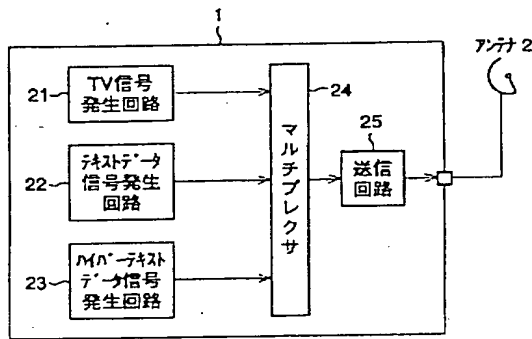 1
アンテナ 2
21
TV信号
発生回路
24
25
22
テキストデータ
信号発生
回路
マルチプレクサ
送信
回路
23
ハイパーテキスト
データ信号
発生回路